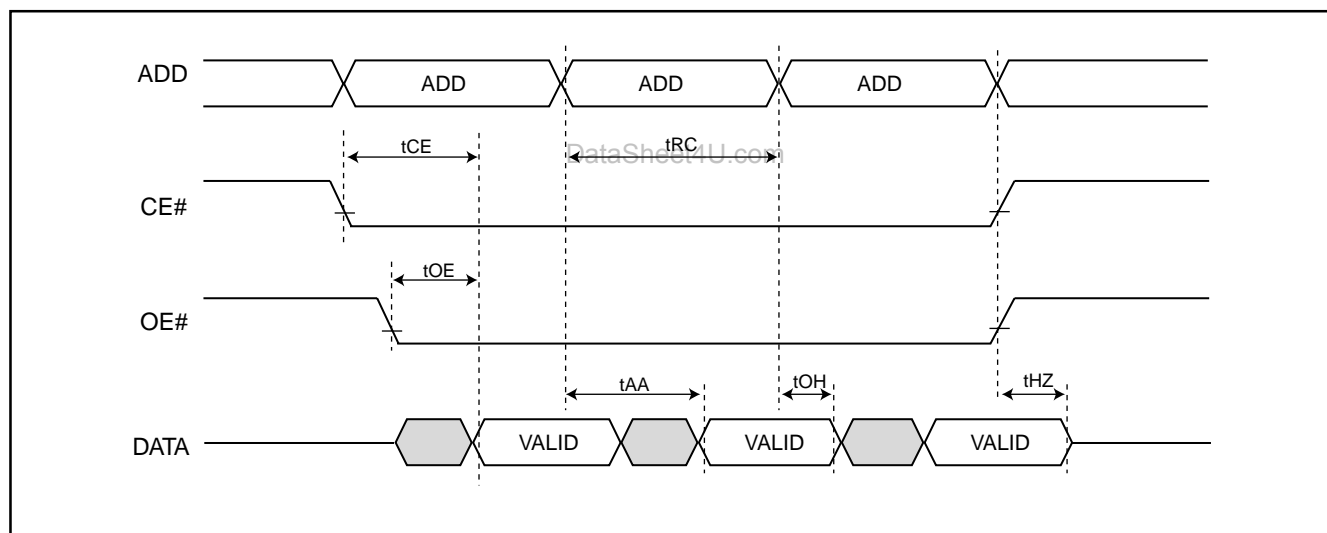 ADD ADD ADD ADD
tCE tRC
DataSheet4U.com
CE#
tOE
OE#
tAA tOH tHZ
DATA VALID VALID VALID